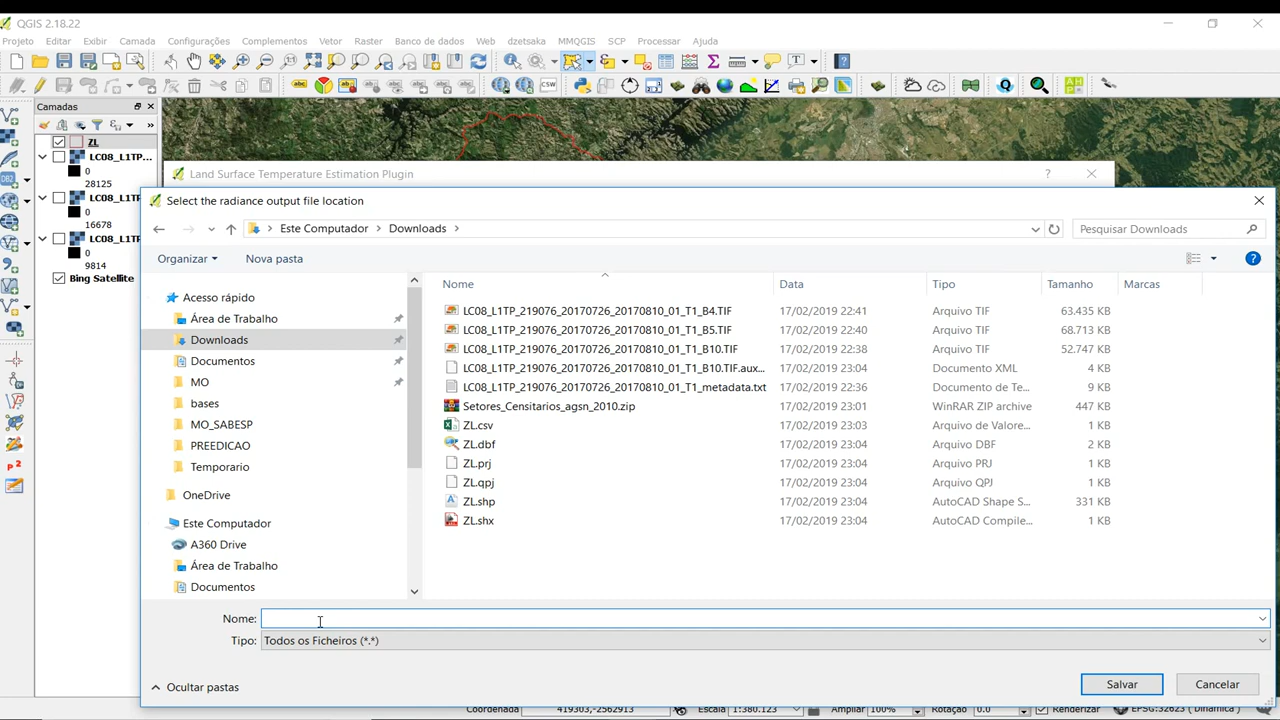 QGIS 2.18.22
Projeto Editar Exibir Camada Configurações Complementos Vetor Raster Banco de dados Web dzetsaka MMQGIS SCP Processar Ajuda
CSW
Camadas
ZL
LC08_L1TP...
0
28125
LC08_L1TP
0
16678
LC08_L1TP
0
9814
Bing Satellite
Land Surface Temperature Estimation Plugin
Select the radiance output file location
Este Computador > Downloads >
Pesquisar Downloads
Organizar Nova pasta
Nome Data Tipo Tamanho Marcas
Acesso rápido
Área de Trabalho
Downloads
Documentos
MO
bases
MO_SABESP
PREEDICAO
Temporario
OneDrive
Este Computador
A360 Drive
Área de Trabalho
Documentos
LC08_L1TP_219076_20170726_20170810_01_T1_B4.TIF 17/02/2019 22:41 Arquivo TIF 63.435 KB
LC08_L1TP_219076_20170726_20170810_01_T1_B5.TIF 17/02/2019 22:40 Arquivo TIF 68.713 KB
LC08_L1TP_219076_20170726_20170810_01_T1_B10.TIF 17/02/2019 22:38 Arquivo TIF 52.747 KB
LC08_L1TP_219076_20170726_20170810_01_T1_B10.TIF.aux... 17/02/2019 23:04 Documento XML 4 KB
LC08_L1TP_219076_20170726_20170810_01_T1_metadata.txt 17/02/2019 22:36 Documento de Te... 9 KB
Setores_Censitarios_agsn_2010.zip 17/02/2019 23:01 WinRAR ZIP archive 447 KB
ZL.csv 17/02/2019 23:03 Arquivo de Valore... 1 KB
ZL.dbf 17/02/2019 23:04 Arquivo DBF 2 KB
ZL.prj 17/02/2019 23:04 Arquivo PRJ 1 KB
ZL.qpj 17/02/2019 23:04 Arquivo QPJ 1 KB
ZL.shp 17/02/2019 23:04 AutoCAD Shape S... 331 KB
ZL.shx 17/02/2019 23:04 AutoCAD Compile... 1 KB
Nome:
Tipo: Todos os Ficheiros (*.*)
Ocultar pastas
Salvar Cancelar
Coordenada 419303,-2562913 Escala 1:380.123 Ampliar 100% Rotação 0.0 Renderizar EPSG:32623 (Dinâmica)